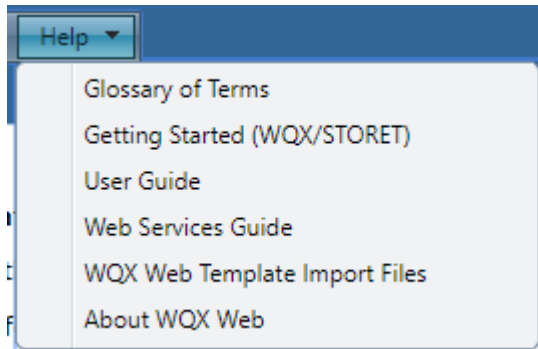 Help
Glossary of Terms
Getting Started (WQX/STORET)
User Guide
Web Services Guide
WQX Web Template Import Files
About WQX Web